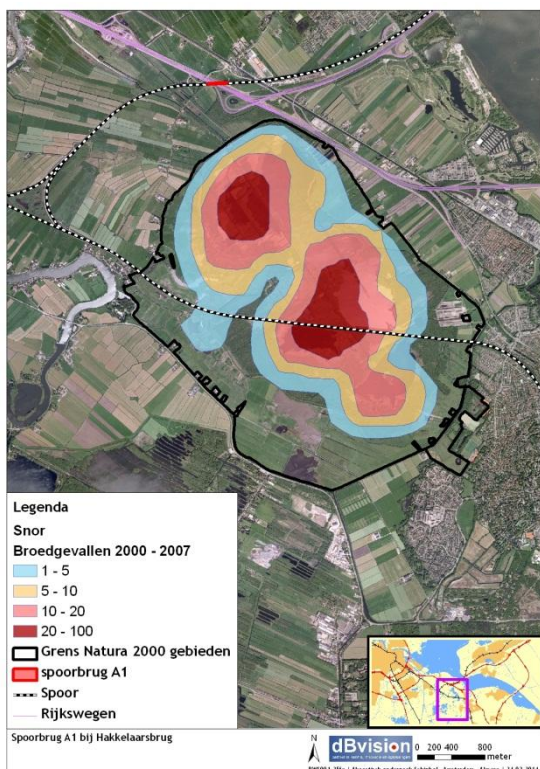 Legenda
Snor
Broedgevallen 2000 - 2007
1 - 5
5 - 10
10 - 20
20 - 100
Grens Natura 2000 gebieden
spoorbrug A1
Spoor
Rijkswegen
Spoorbrug A1 bij Hakkelaarsbrug
N
dBvision
0 200 400 800
meter